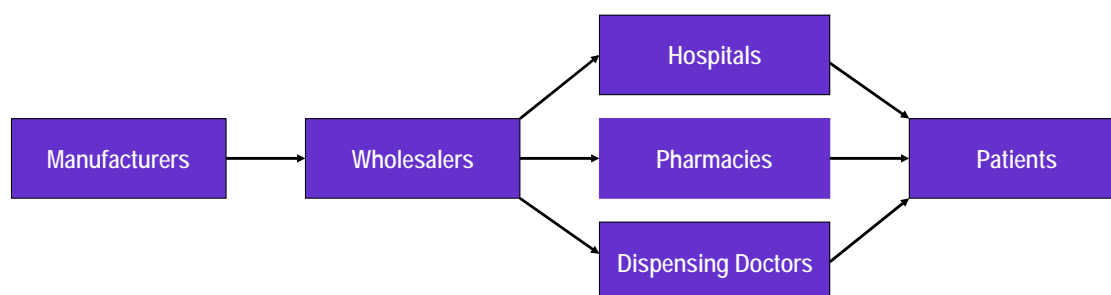 Hospitals
Manufacturers
Wholesalers
Pharmacies
Patients
Dispensing Doctors